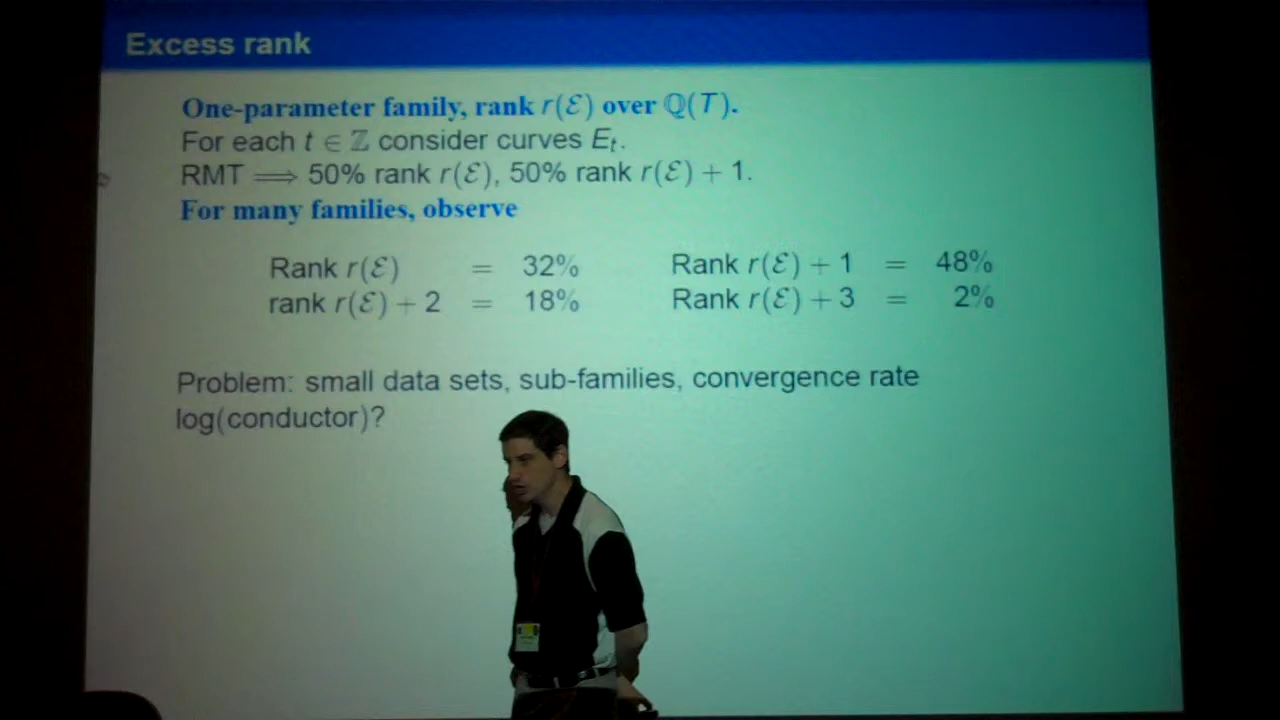 Excess rank
One-parameter family, rank r(ℰ) over ℚ(T).
For each t ∈ ℤ consider curves E_t.
RMT ⟹ 50% rank r(ℰ), 50% rank r(ℰ) + 1.
For many families, observe
Rank r(ℰ) = 32% Rank r(ℰ) + 1 = 48%
rank r(ℰ) + 2 = 18% Rank r(ℰ) + 3 = 2%
Problem: small data sets, sub-families, convergence rate
log(conductor)?